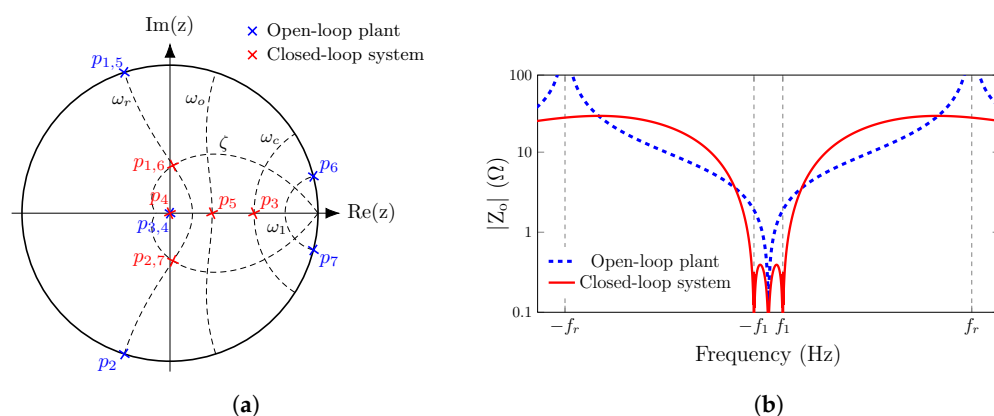 Im(z)
Open-loop plant
Closed-loop system
p1,5
ωr
ωo
ωc
ζ
p6
p1,6
p4
p5
p3
Re(z)
p3,4
ω1
p2,7
p7
p2
(a)
100
10
1
0.1
|Zo| (Ω)
Open-loop plant
Closed-loop system
−fr
−f1
f1
fr
Frequency (Hz)
(b)